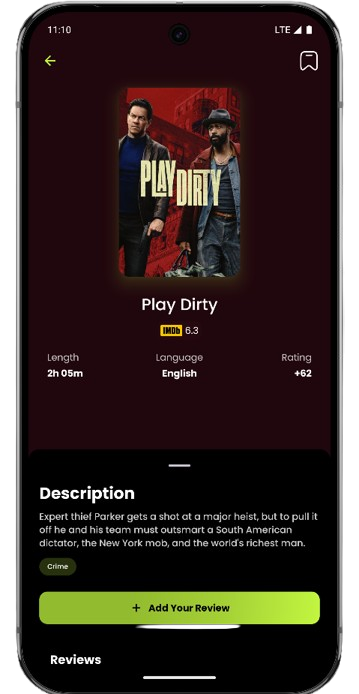 11:10
LTE
PLAY DIRTY
Play Dirty
IMDb 6.3
Length Language Rating
2h 05m English +62
Description
Expert thief Parker gets a shot at a major heist, but to pull it
off he and his team must outsmart a South American
dictator, the New York mob, and the world's richest man.
Crime
+ Add Your Review
Reviews